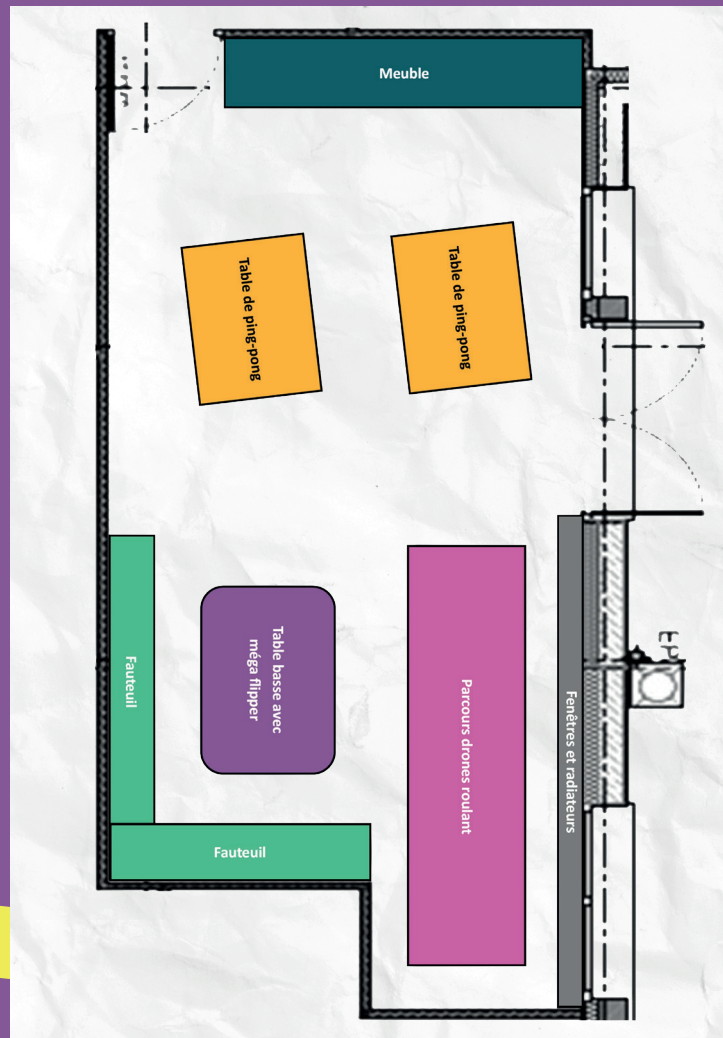 Meuble
Table de ping-pong
Table de ping-pong
Fauteuil
Table basse avec
méga flipper
Parcours drones roulant
Fenêtres et radiateurs
Fauteuil